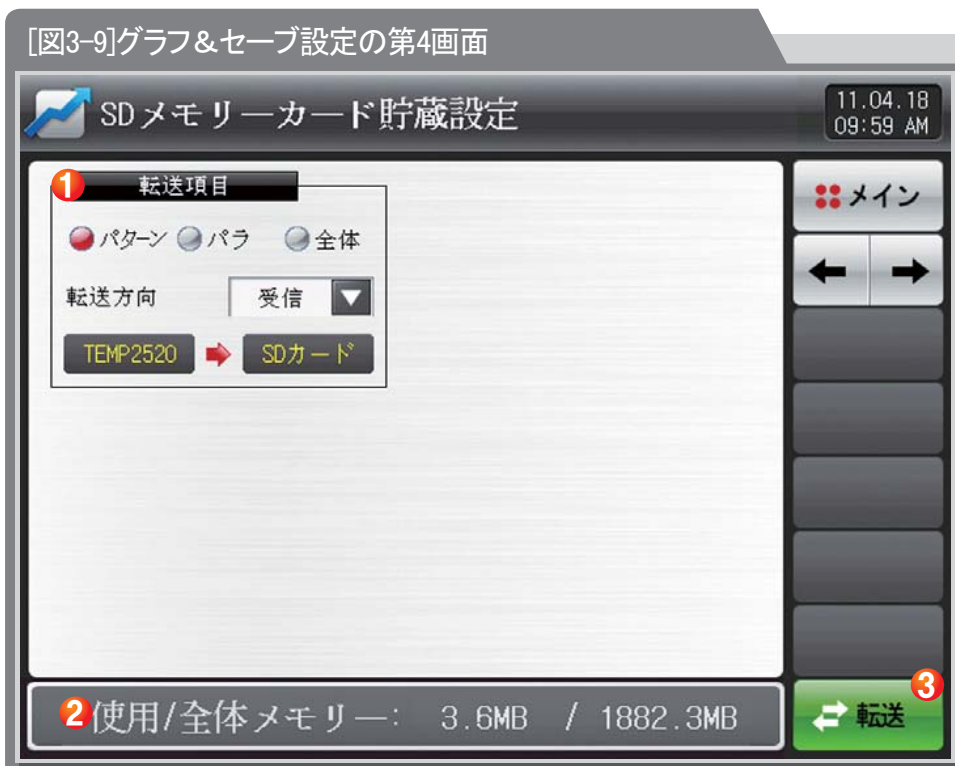 [図3-9]グラフ&セーブ設定の第4画面
SDメモリーカード貯蔵設定
11.04.18
09:59 AM
1 転送項目
パターン パラ 全体
転送方向 受信
TEMP2520 SDカード
メイン
2 使用/全体メモリー: 3.6MB / 1882.3MB
3
転送